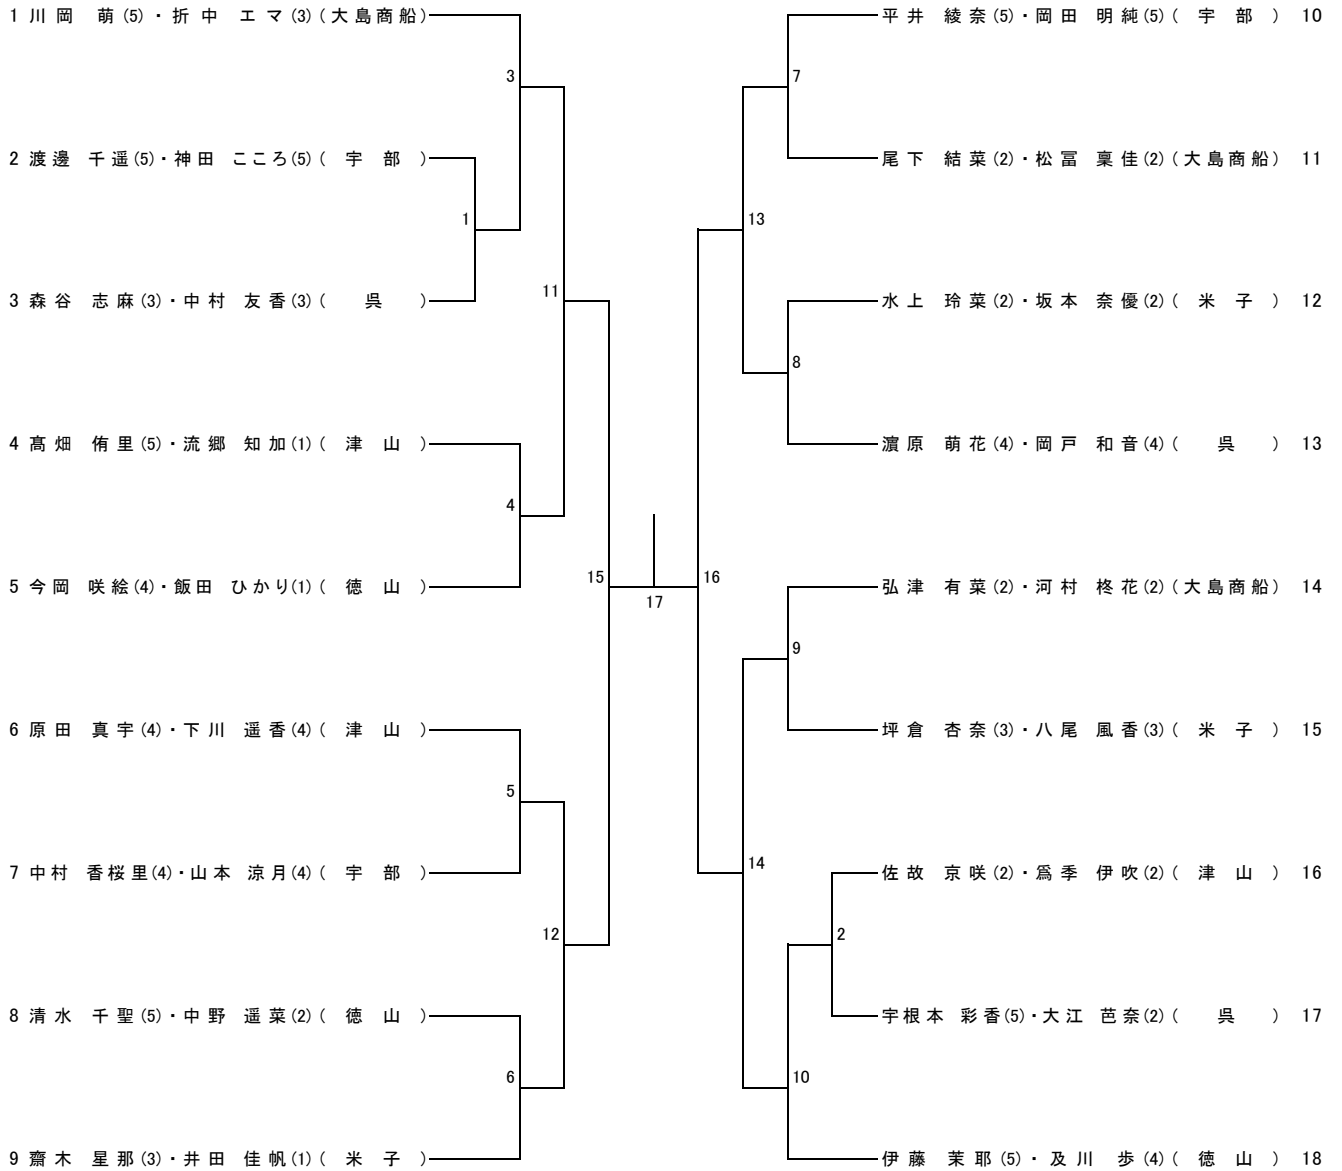 1 川岡 萌(5)・折中 エマ(3)(大島商船)
3
2 渡邊 千遥(5)・神田 こころ(5)( 宇 部 )
1
3 森谷 志麻(3)・中村 友香(3)( 呉 )
11
4 髙畑 侑里(5)・流郷 知加(1)( 津 山 )
4
5 今岡 咲絵(4)・飯田 ひかり(1)( 徳 山 )
15
17
6 原田 真宇(4)・下川 遥香(4)( 津 山 )
5
7 中村 香桜里(4)・山本 涼月(4)( 宇 部 )
12
8 清水 千聖(5)・中野 遥菜(2)( 徳 山 )
6
9 齋木 星那(3)・井田 佳帆(1)( 米 子 )
平井 綾奈(5)・岡田 明純(5)( 宇 部 ) 10
7
尾下 結菜(2)・松冨 稟佳(2)(大島商船) 11
13
水上 玲菜(2)・坂本 奈優(2)( 米 子 ) 12
8
濵原 萌花(4)・岡戸 和音(4)( 呉 ) 13
16
弘津 有菜(2)・河村 柊花(2)(大島商船) 14
9
坪倉 杏奈(3)・八尾 風香(3)( 米 子 ) 15
14
佐故 京咲(2)・爲季 伊吹(2)( 津 山 ) 16
2
宇根本 彩香(5)・大江 芭奈(2)( 呉 ) 17
10
伊藤 茉耶(5)・及川 歩(4)( 徳 山 ) 18